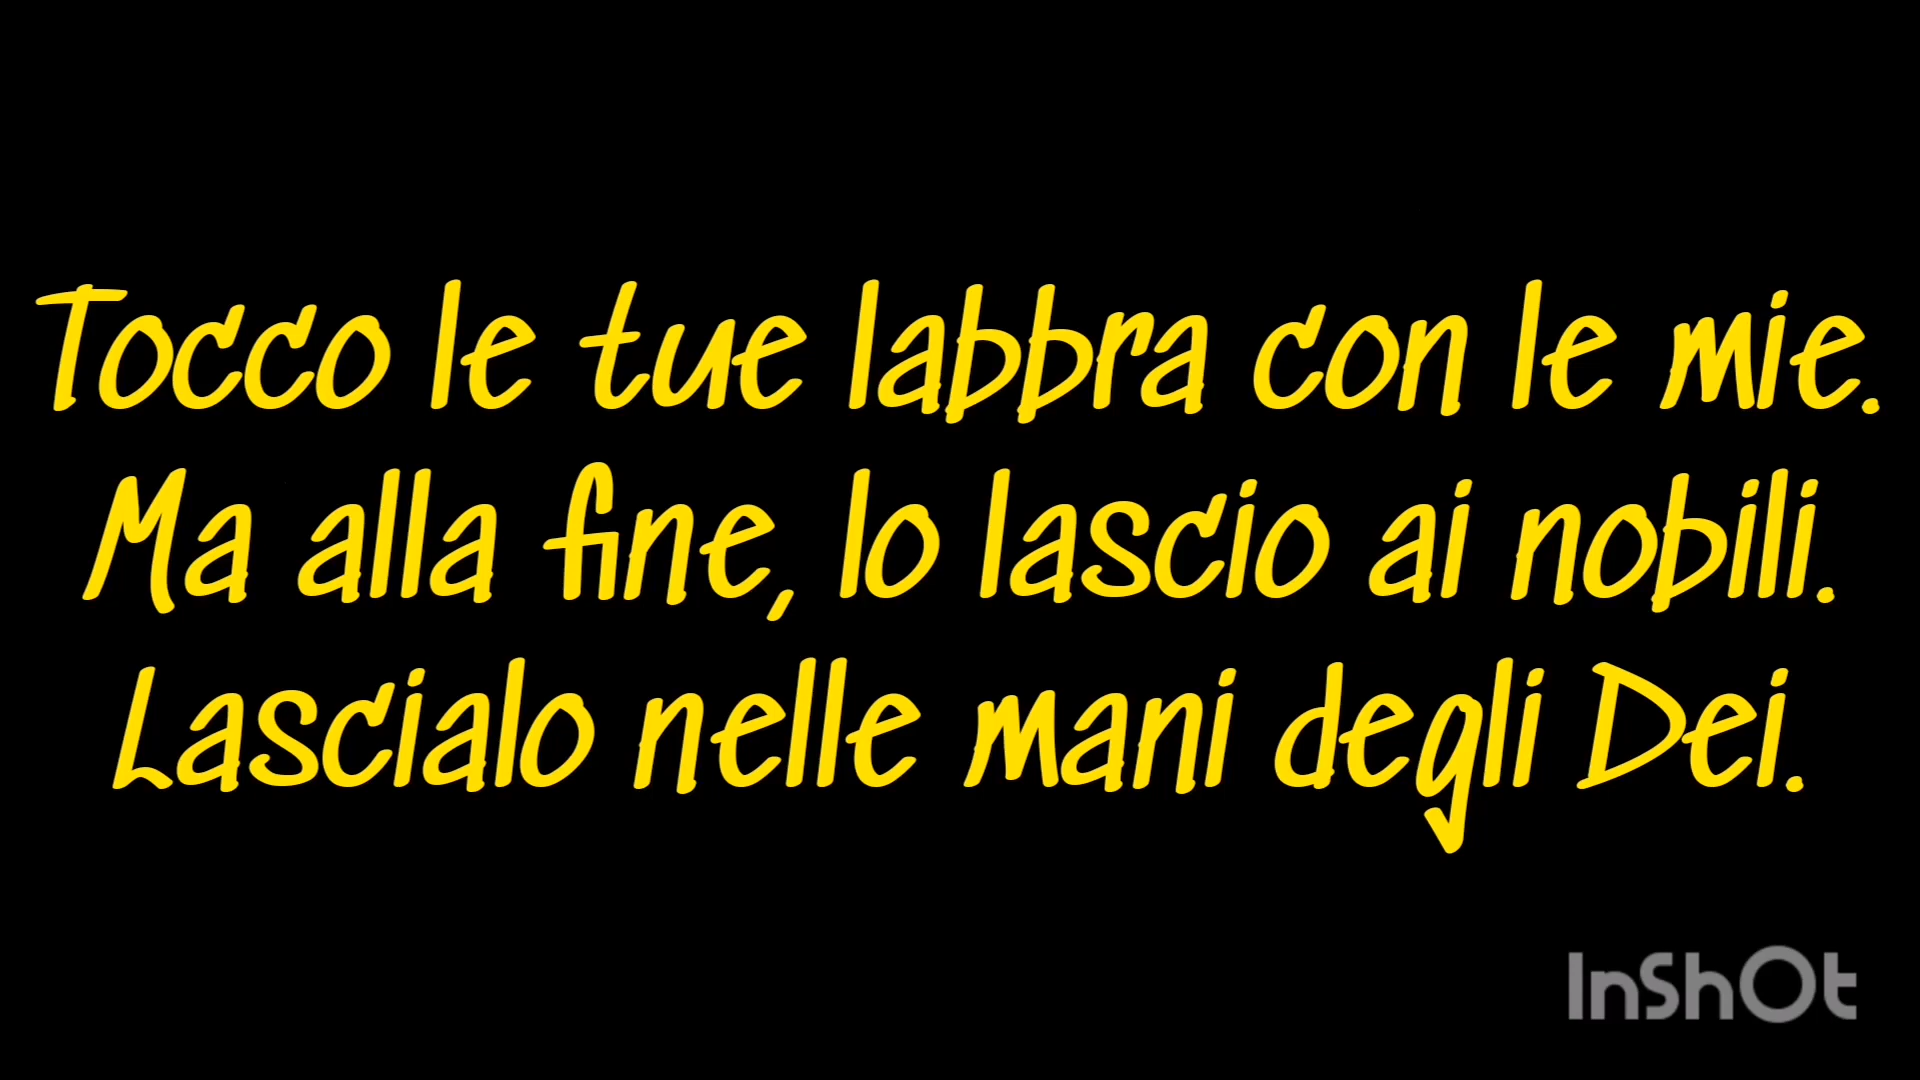 Tocco le tue labbra con le mie.
Ma alla fine, lo lascio ai nobili.
Lascialo nelle mani degli Dei.
InShOt